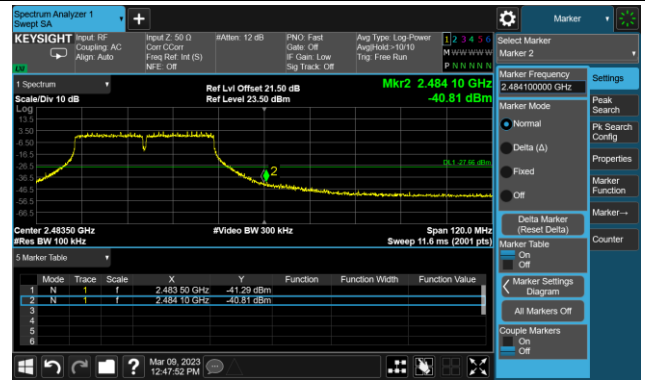 Spectrum Analyzer 1
Swept SA
Marker
KEYSIGHT
Input: RF
Coupling: AC
Align: Auto
Input Z: 50 Ω
Corr CCorr
Freq Ref: Int (S)
NFE: Off
#Atten: 12 dB
PNO: Fast
Gate: Off
IF Gain: Low
Sig Track: Off
Avg Type: Log-Power
Avg|Hold:>10/10
Trig: Free Run
1 2 3 4 5 6
M W W W W W
P N N N N N
LW
1 Spectrum
Scale/Div 10 dB
Ref Lvl Offset 21.50 dB
Ref Level 23.50 dBm
Mkr2 2.484 10 GHz
-40.81 dBm
Log
13.5
3.50
-6.50
-16.5
-26.5
-36.5
-46.5
-56.5
-66.5
2
DL1 -27.66 dBm
Center 2.48350 GHz
#Res BW 100 kHz
#Video BW 300 kHz
Span 120.0 MHz
Sweep 11.6 ms (2001 pts)
5 Marker Table
Mode Trace Scale X Y Function Function Width Function Value
1 N 1 f 2.483 50 GHz -41.29 dBm
2 N 1 f 2.484 10 GHz -40.81 dBm
3
4
5
6
Mar 09, 2023
12:47:52 PM
Select Marker
Marker 2
Marker Frequency
2.484100000 GHz
Marker Mode
Normal
Delta (Δ)
Fixed
Off
Delta Marker
(Reset Delta)
Marker Table
On
Off
Marker Settings
Diagram
All Markers Off
Couple Markers
On
Off
Settings
Peak
Search
Pk Search
Config
Properties
Marker
Function
Marker→
Counter